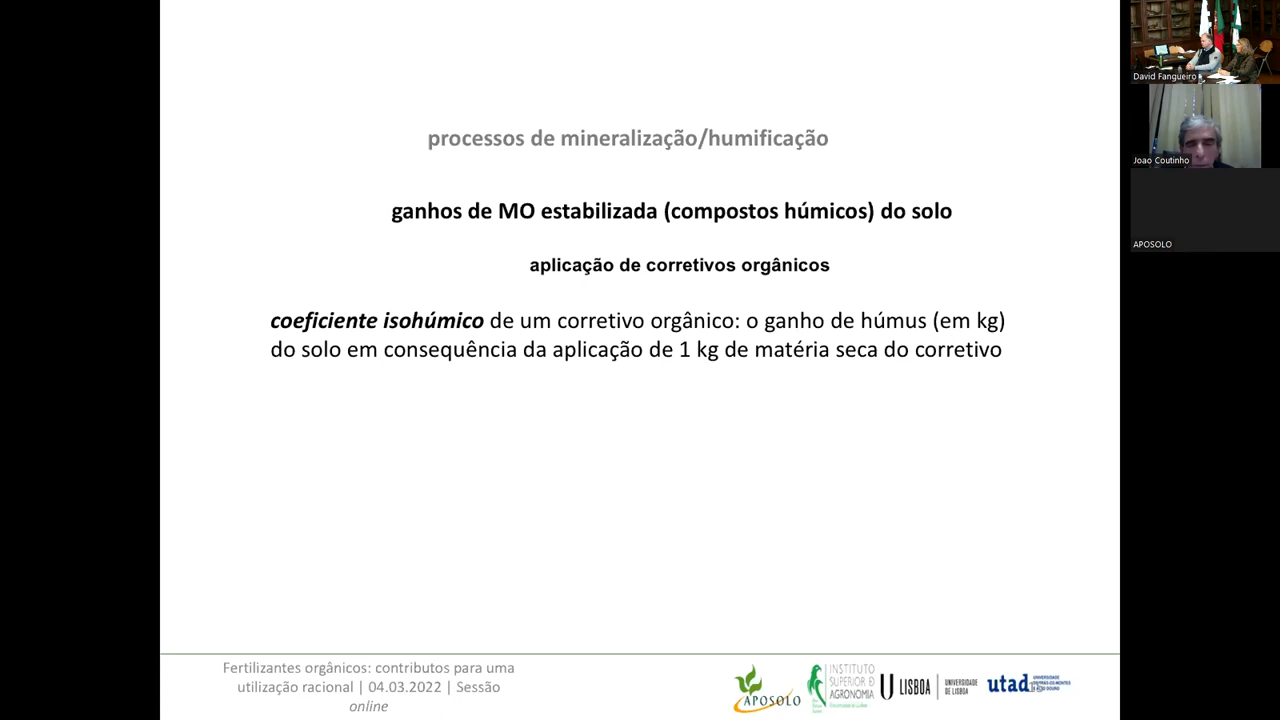 processos de mineralização/humificação
ganhos de MO estabilizada (compostos húmicos) do solo
aplicação de corretivos orgânicos
coeficiente isohúmico de um corretivo orgânico: o ganho de húmus (em kg)
do solo em consequência da aplicação de 1 kg de matéria seca do corretivo
Fertilizantes orgânicos: contributos para uma
utilização racional | 04.03.2022 | Sessão
online
APOSOLO
INSTITUTO
SUPERIOR D
AGRONOMIA
LISBOA
UNIVERSIDADE
DE LISBOA
utad
UNIVERSIDADE
David Fangueiro
Joao Coutinho
APOSOLO